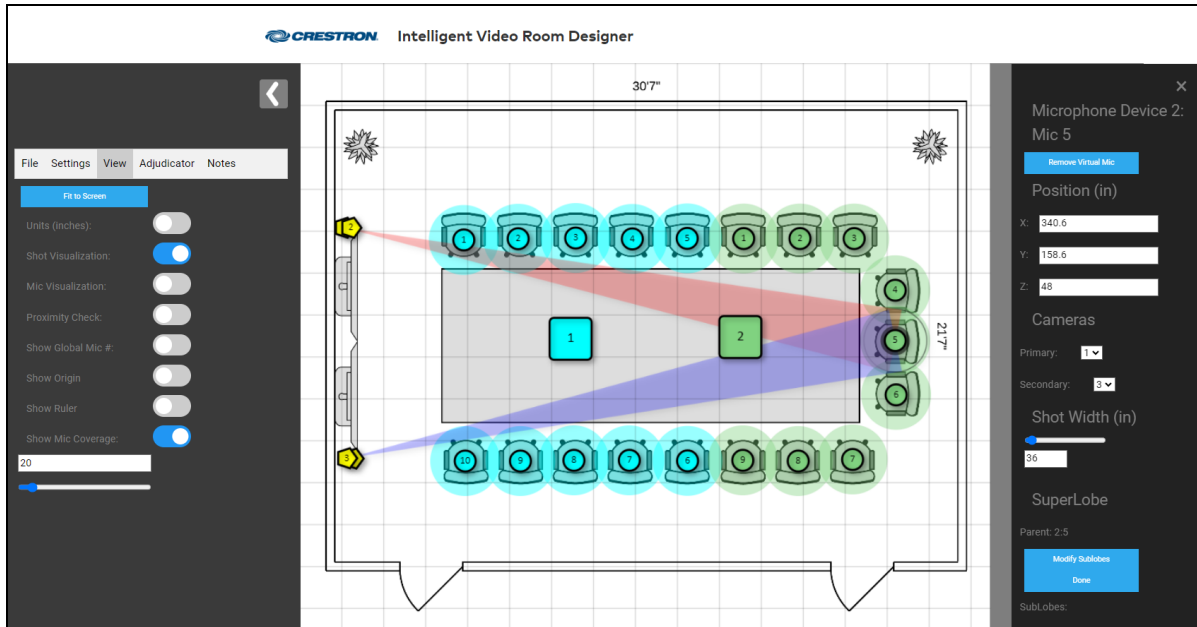 CRESTRON Intelligent Video Room Designer
File Settings View Adjudicator Notes
Fit to Screen
Units (inches):
Shot Visualization:
Mic Visualization:
Proximity Check:
Show Global Mic #:
Show Origin
Show Ruler
Show Mic Coverage:
20
30'7"
2
1 2 3 4 5 1 2 3
4
1 2 5
21'7"
6
3
10 9 8 7 6 9 8 7
×
Microphone Device 2:
Mic 5
Remove Virtual Mic
Position (in)
X: 340.6
Y: 158.6
Z: 48
Cameras
Primary: 1
Secondary: 3
Shot Width (in)
36
SuperLobe
Parent: 2:5
Modify Sublobes
Done
SubLobes: